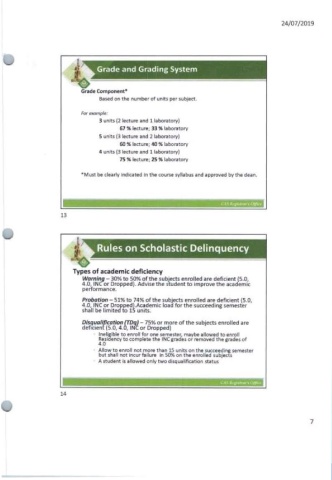 24/07/2019
Grade and Grading System
Grade Component*
Based on the number of units per subject.
For example:
3 units (2 lecture and 1 laboratory)
67 % lecture; 33 % laboratory
5 units (3 lecture and 2 laboratory)
60 % lecture; 40 % laboratory
4 units (3 lecture and 1 laboratory)
75 % lecture; 25 % laboratory
*Must be clearly indicated in the course syllabus and approved by the dean.
Registrar's Office
13
Rules on Scholastic Delinquency
Types of academic deficiency
Warning – 30% to 50% of the subjects enrolled are deficient (5.0,
4.0, INC or Dropped). Advise the student to improve the academic
performance.
Probation – 51% to 74% of the subjects enrolled are deficient (5.0,
4.0, INC or Dropped).Academic load for the succeeding semester
shall be limited to 15 units.
Disqualification (TDq) – 75% or more of the subjects enrolled are
deficient (5.0, 4.0, INC or Dropped)
Ineligible to enroll for one semester, maybe allowed to enroll
Residency to complete the INC grades or removed the grades of
4.0
Allow to enroll not more than 15 units on the succeeding semester
but shall not incur failure in 50% on the enrolled subjects
A student is allowed only two disqualification status
Registrar's Office
14
7